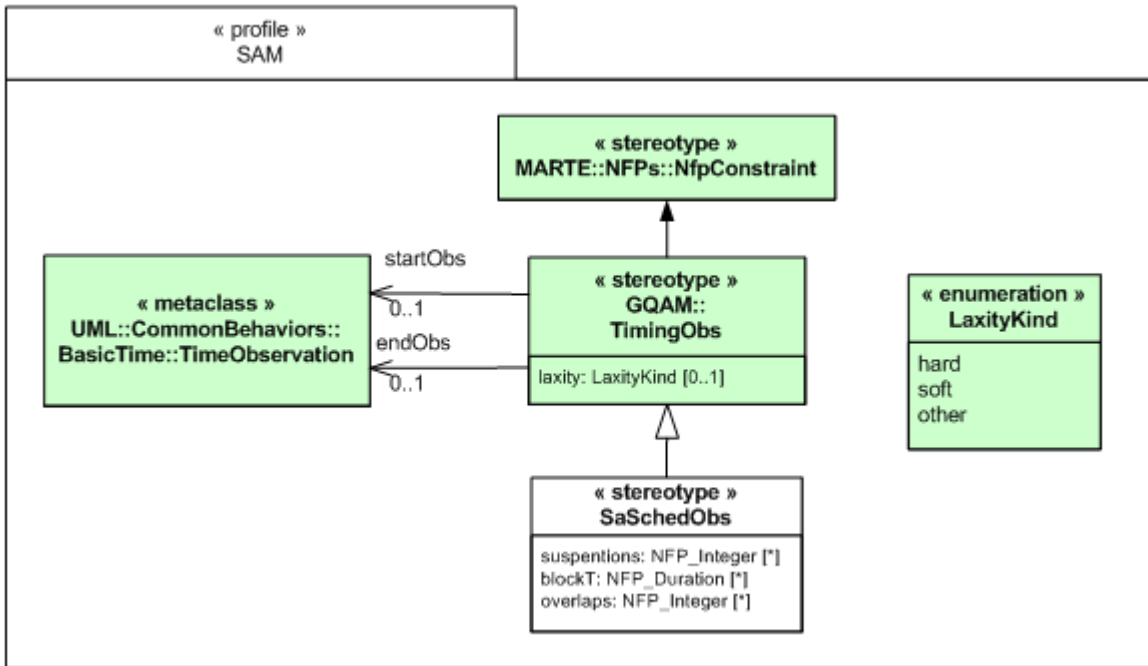 « profile »
SAM
« stereotype »
MARTE::NFPs::NfpConstraint
startObs
0..1
endObs
0..1
« metaclass »
UML::CommonBehaviors::
BasicTime::TimeObservation
« stereotype »
GQAM::
TimingObs
laxity: LaxityKind [0..1]
« enumeration »
LaxityKind
hard
soft
other
« stereotype »
SaSchedObs
suspentions: NFP_Integer [*]
blockT: NFP_Duration [*]
overlaps: NFP_Integer [*]